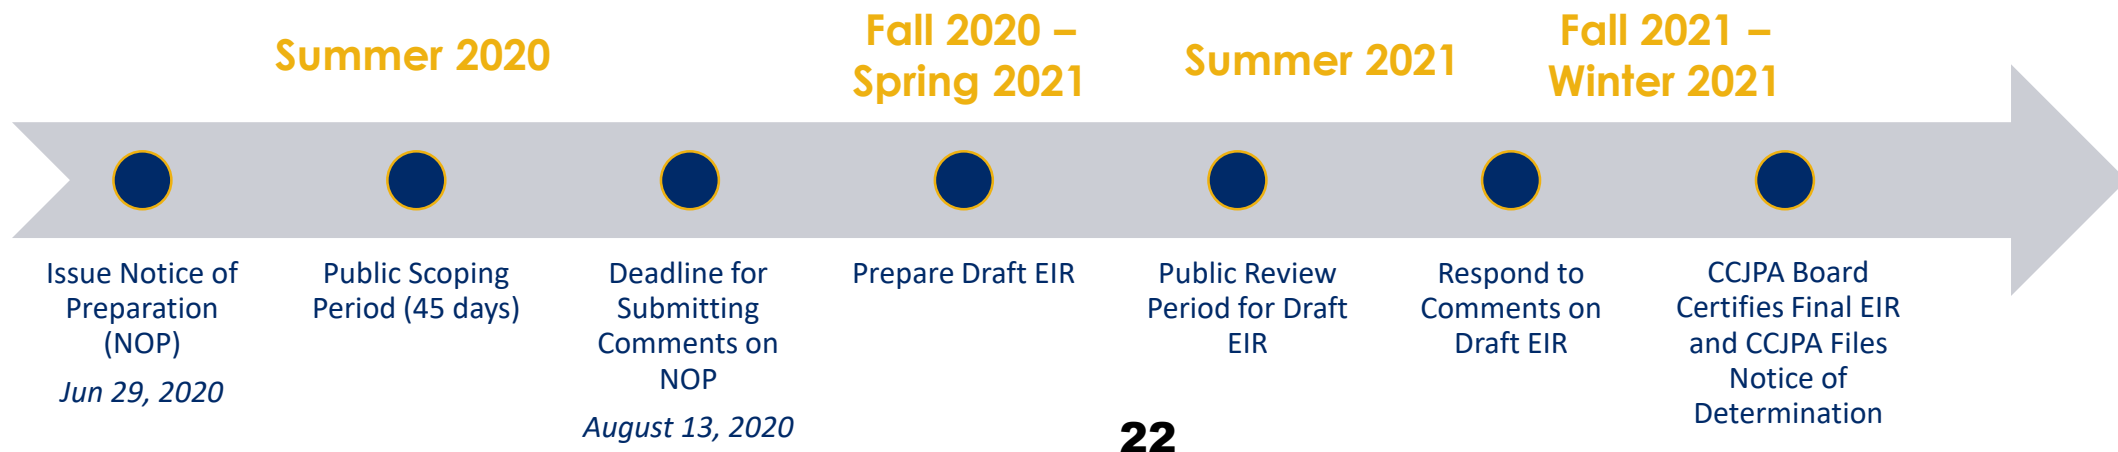 Summer 2020
Fall 2020 –
Spring 2021
Summer 2021
Fall 2021 –
Winter 2021
Issue Notice of
Preparation
(NOP)
Jun 29, 2020
Public Scoping
Period (45 days)
Deadline for
Submitting
Comments on
NOP
August 13, 2020
Prepare Draft EIR
Public Review
Period for Draft
EIR
Respond to
Comments on
Draft EIR
CCJPA Board
Certifies Final EIR
and CCJPA Files
Notice of
Determination
22